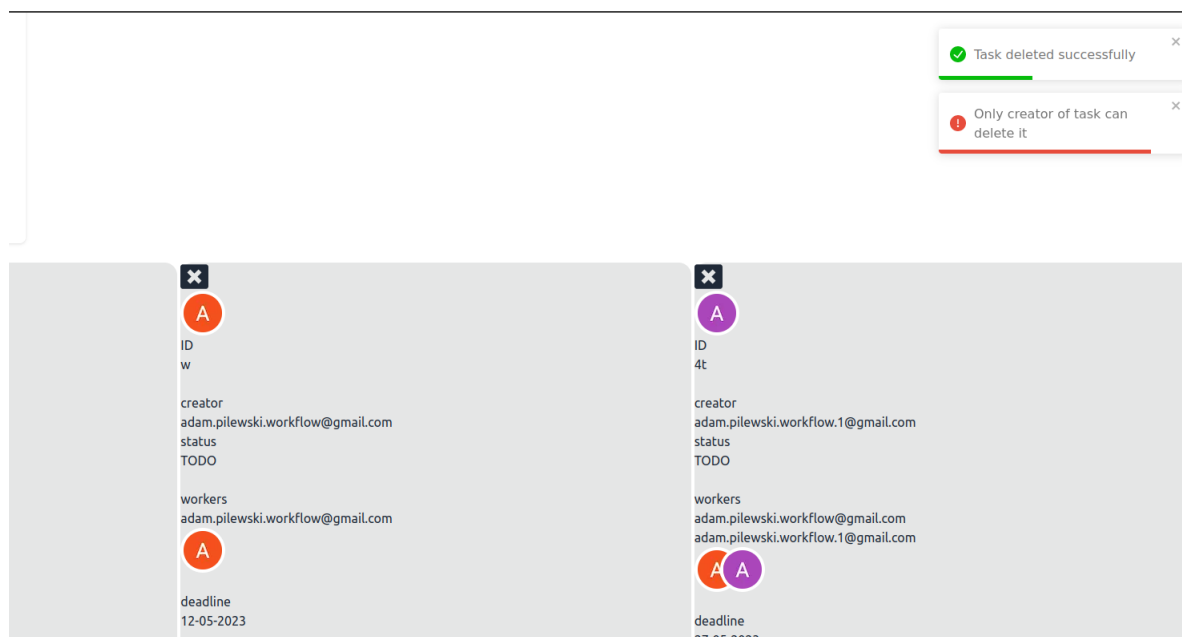 Task deleted successfully
Only creator of task can
delete it
A
ID
w
creator
adam.pilewski.workflow@gmail.com
status
TODO
workers
adam.pilewski.workflow@gmail.com
A
deadline
12-05-2023
A
ID
4t
creator
adam.pilewski.workflow.1@gmail.com
status
TODO
workers
adam.pilewski.workflow@gmail.com
adam.pilewski.workflow.1@gmail.com
A A
deadline